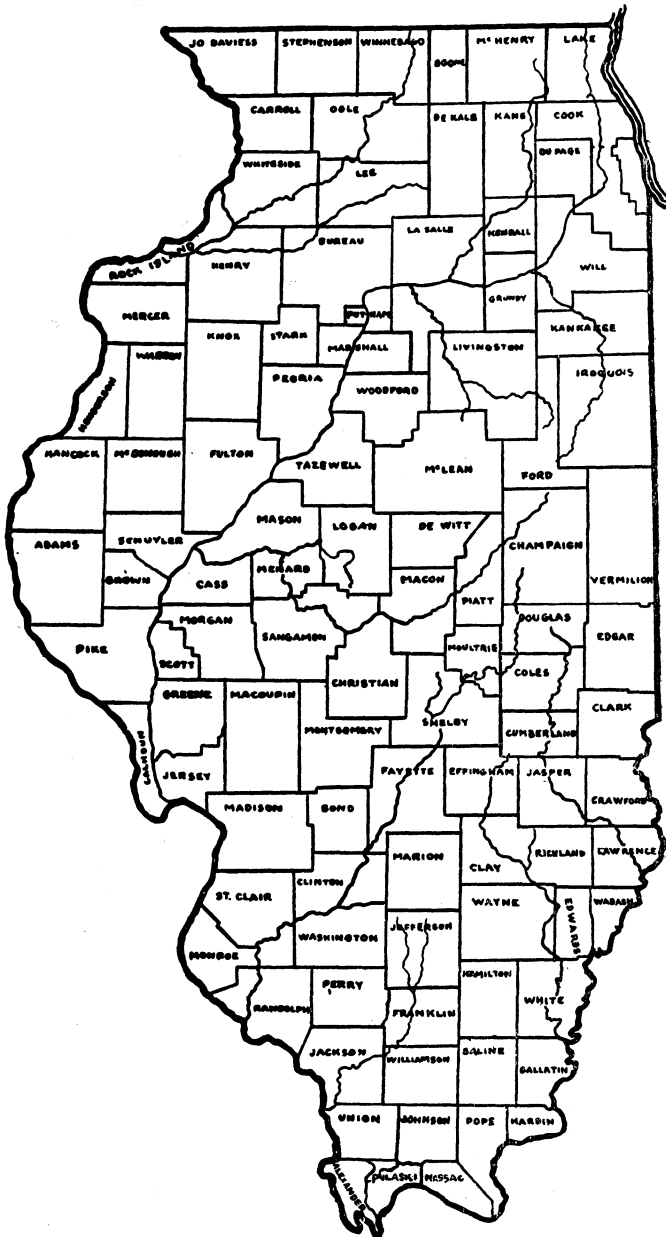 JO DAVIESS
STEPHENSON
WINNEBAGO
BOONE
McHENRY
LAKE
CARROLL
OGLE
DE KALB
KANE
COOK
DU PAGE
WHITESIDE
LEE
ROCK ISLAND
HENRY
BUREAU
LA SALLE
KENDALL
WILL
GRUNDY
MERCER
PUTNAM
KNOX
STARK
MARSHALL
LIVINGSTON
KANKAKEE
HENDERSON
WARREN
PEORIA
WOODFORD
IROQUOIS
HANCOCK
McDONOUGH
FULTON
TAZEWELL
McLEAN
FORD
ADAMS
SCHUYLER
MASON
LOGAN
DE WITT
CHAMPAIGN
VERMILION
BROWN
CASS
MENARD
MACON
PIATT
PIKE
MORGAN
SCOTT
SANGAMON
MOULTRIE
DOUGLAS
EDGAR
CHRISTIAN
COLES
GREENE
MACOUPIN
MONTGOMERY
SHELBY
CUMBERLAND
CLARK
CALHOUN
JERSEY
FAYETTE
EFFINGHAM
JASPER
CRAWFORD
MADISON
BOND
MARION
CLAY
RICHLAND
LAWRENCE
ST. CLAIR
CLINTON
WAYNE
EDWARDS
WABASH
MONROE
WASHINGTON
JEFFERSON
RANDOLPH
PERRY
FRANKLIN
HAMILTON
WHITE
JACKSON
WILLIAMSON
SALINE
GALLATIN
UNION
JOHNSON
POPE
HARDIN
ALEXANDER
PULASKI
MASSAC